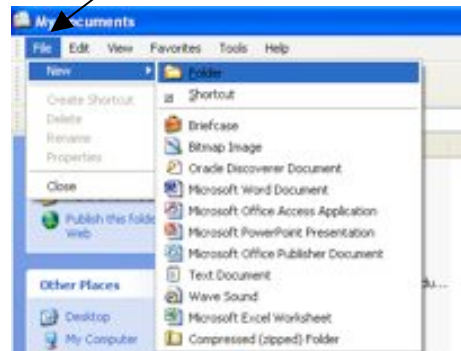 My Documents
File Edit View Favorites Tools Help
New
Folder
Create Shortcut
Shortcut
Delete
Rename
Properties
Close
Briefcase
Bitmap Image
Oracle Discoverer Document
Microsoft Word Document
Microsoft Office Access Application
Microsoft PowerPoint Presentation
Microsoft Office Publisher Document
Text Document
Wave Sound
Microsoft Excel Worksheet
Compressed (zipped) Folder
Publish this folde
Web
Other Places
Desktop
My Computer